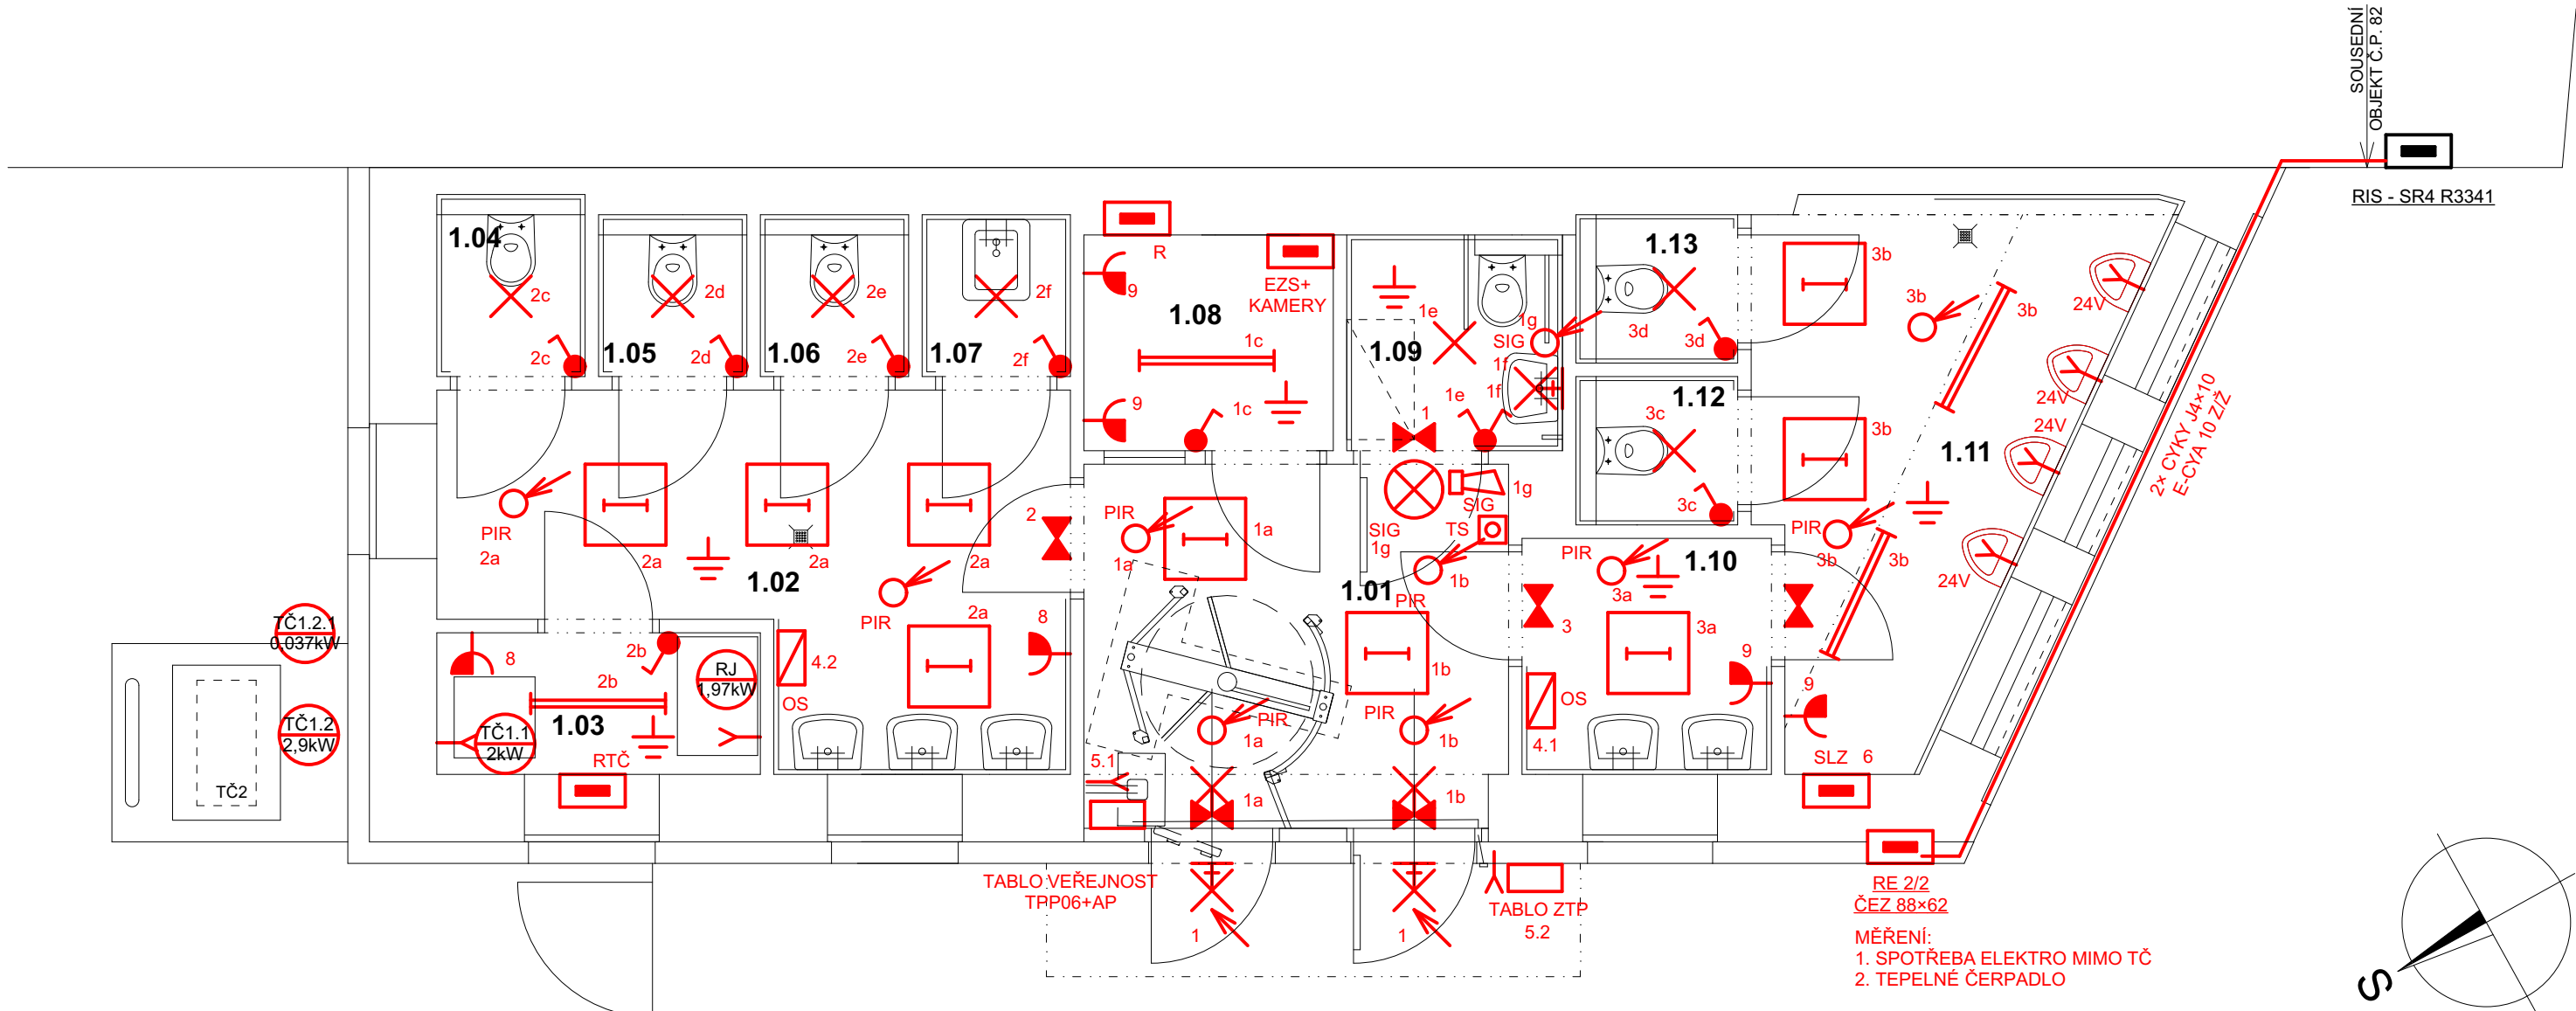 SOUSEDNÍ
OBJEKT Č.P. 82
RIS - SR4 R3341
1.04
2c
2c
1.05
2d
2d
1.06
2e
2e
1.07
2f
2f
R
9
EZS+
KAMERY
1.08
1c
9
1c
1e
1g
SIG
1.09
1f
1f
1e
1
1.13
3b
3d
3d
1.12
3c
3c
3b
3b
3b
24V
24V
24V
24V
1.11
2× CYKY J4×10
E-CYA 10 Z/Ž
PIR
2a
2a
2a
2a
2
1.02
PIR
2a
8
PIR
1a
1a
SIG
1g
1g
SIG
TS
1b
1.01
PIR
1b
PIR
1a
PIR
1b
PIR
3a
1.10
3
3a
9
PIR
3b
3b
9
TČ1.2.1
0,037kW
TČ1.2
2,9kW
TČ2
8
2b
2b
RJ
1,97kW
1.03
TČ1.1
2kW
RTČ
4.2
OS
OS
4.1
5.1
1a
1b
SLZ 6
TABLO VEŘEJNOST
TPP06+AP
1
1
TABLO ZTP
5.2
RE 2/2
ČEZ 88×62
MĚŘENÍ:
1. SPOTŘEBA ELEKTRO MIMO TČ
2. TEPELNÉ ČERPADLO
S